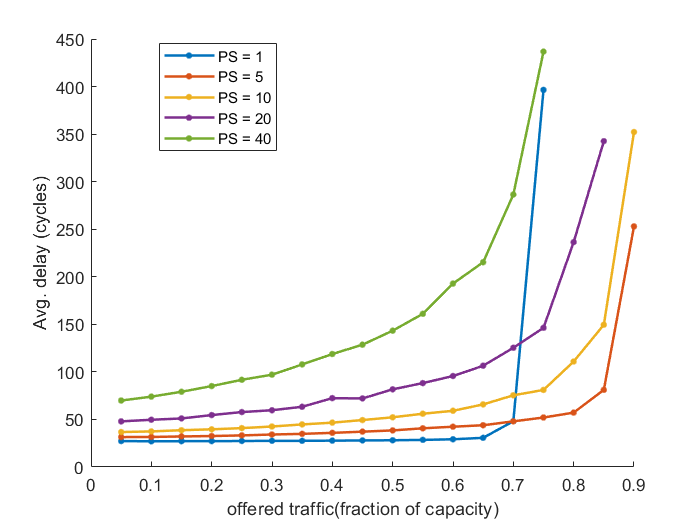 450
400
350
300
250
200
150
100
50
0
Avg. delay (cycles)
PS = 1
PS = 5
PS = 10
PS = 20
PS = 40
0 0.1 0.2 0.3 0.4 0.5 0.6 0.7 0.8 0.9
offered traffic(fraction of capacity)